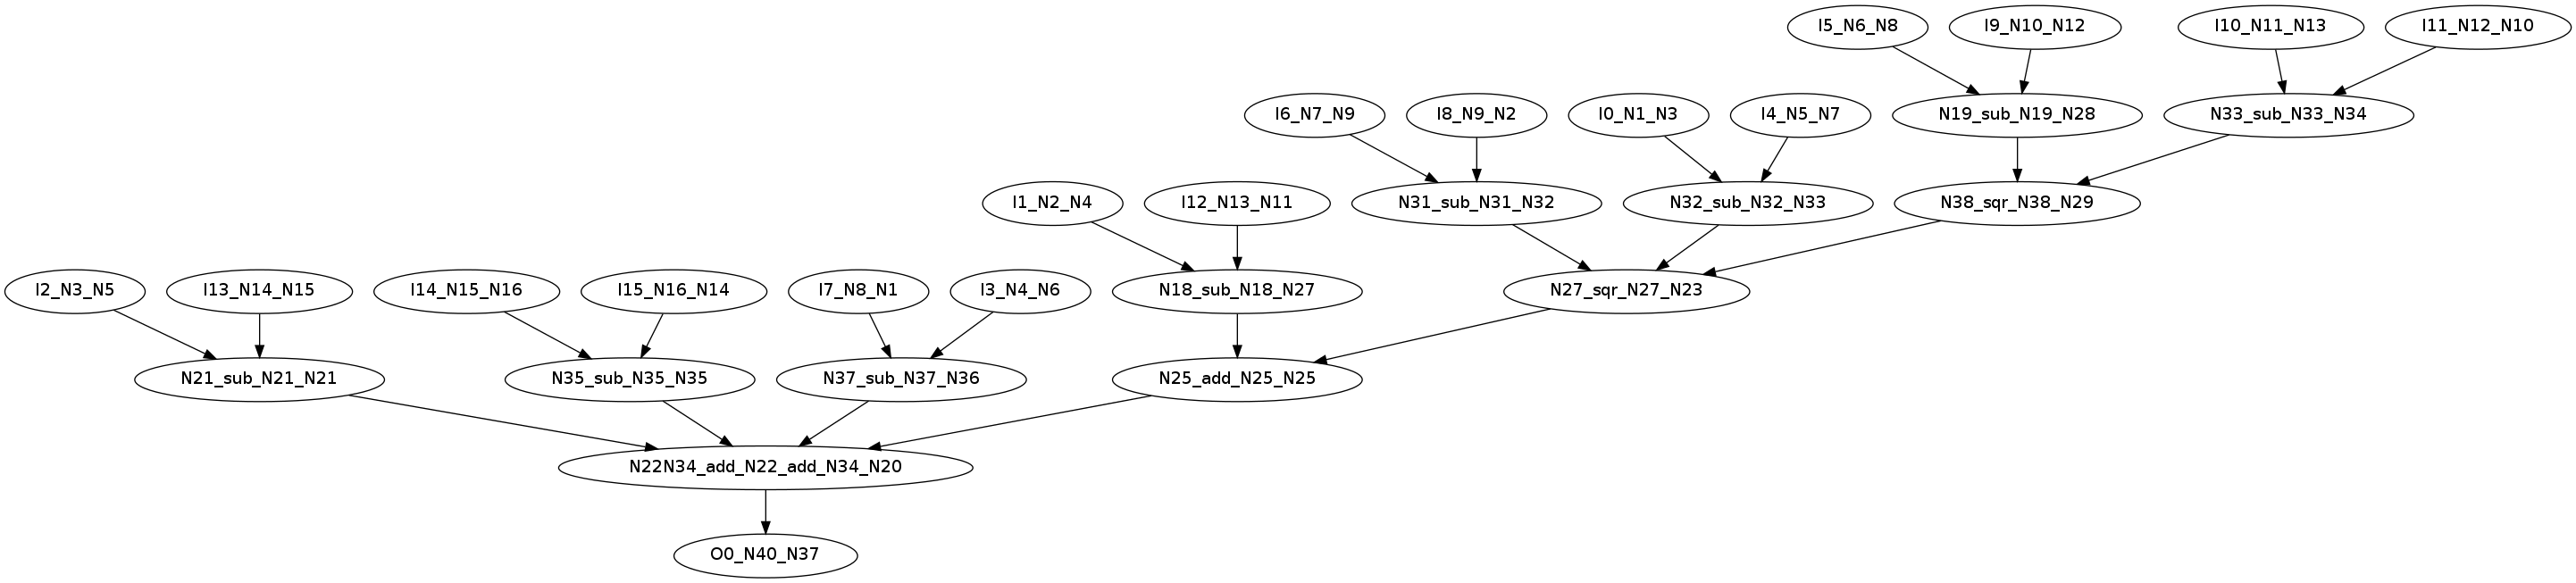 I5_N6_N8
I9_N10_N12
I10_N11_N13
I11_N12_N10
I6_N7_N9
I8_N9_N2
I0_N1_N3
I4_N5_N7
N19_sub_N19_N28
N33_sub_N33_N34
I1_N2_N4
I12_N13_N11
N31_sub_N31_N32
N32_sub_N32_N33
N38_sqr_N38_N29
I2_N3_N5
I13_N14_N15
I14_N15_N16
I15_N16_N14
I7_N8_N1
I3_N4_N6
N18_sub_N18_N27
N27_sqr_N27_N23
N21_sub_N21_N21
N35_sub_N35_N35
N37_sub_N37_N36
N25_add_N25_N25
N22N34_add_N22_add_N34_N20
O0_N40_N37